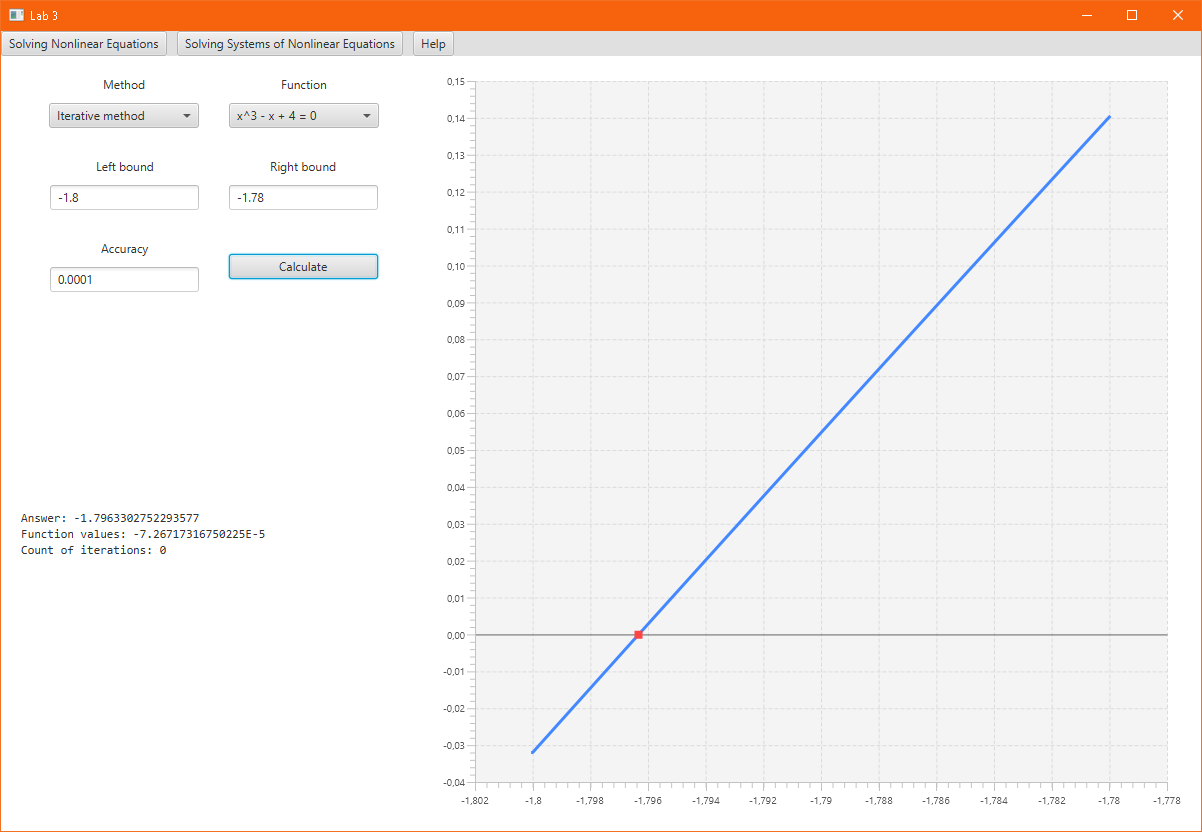 Lab 3
Solving Nonlinear Equations
Solving Systems of Nonlinear Equations
Help
Method
Function
Iterative method
x^3 - x + 4 = 0
Left bound
Right bound
-1.8
-1.78
Accuracy
0.0001
Calculate
Answer: -1.7963302752293577
Function values: -7.26717316750225E-5
Count of iterations: 0
0,15
0,14
0,13
0,12
0,11
0,10
0,09
0,08
0,07
0,06
0,05
0,04
0,03
0,02
0,01
0,00
-0,01
-0,02
-0,03
-0,04
-1,802
-1,8
-1,798
-1,796
-1,794
-1,792
-1,79
-1,788
-1,786
-1,784
-1,782
-1,78
-1,778